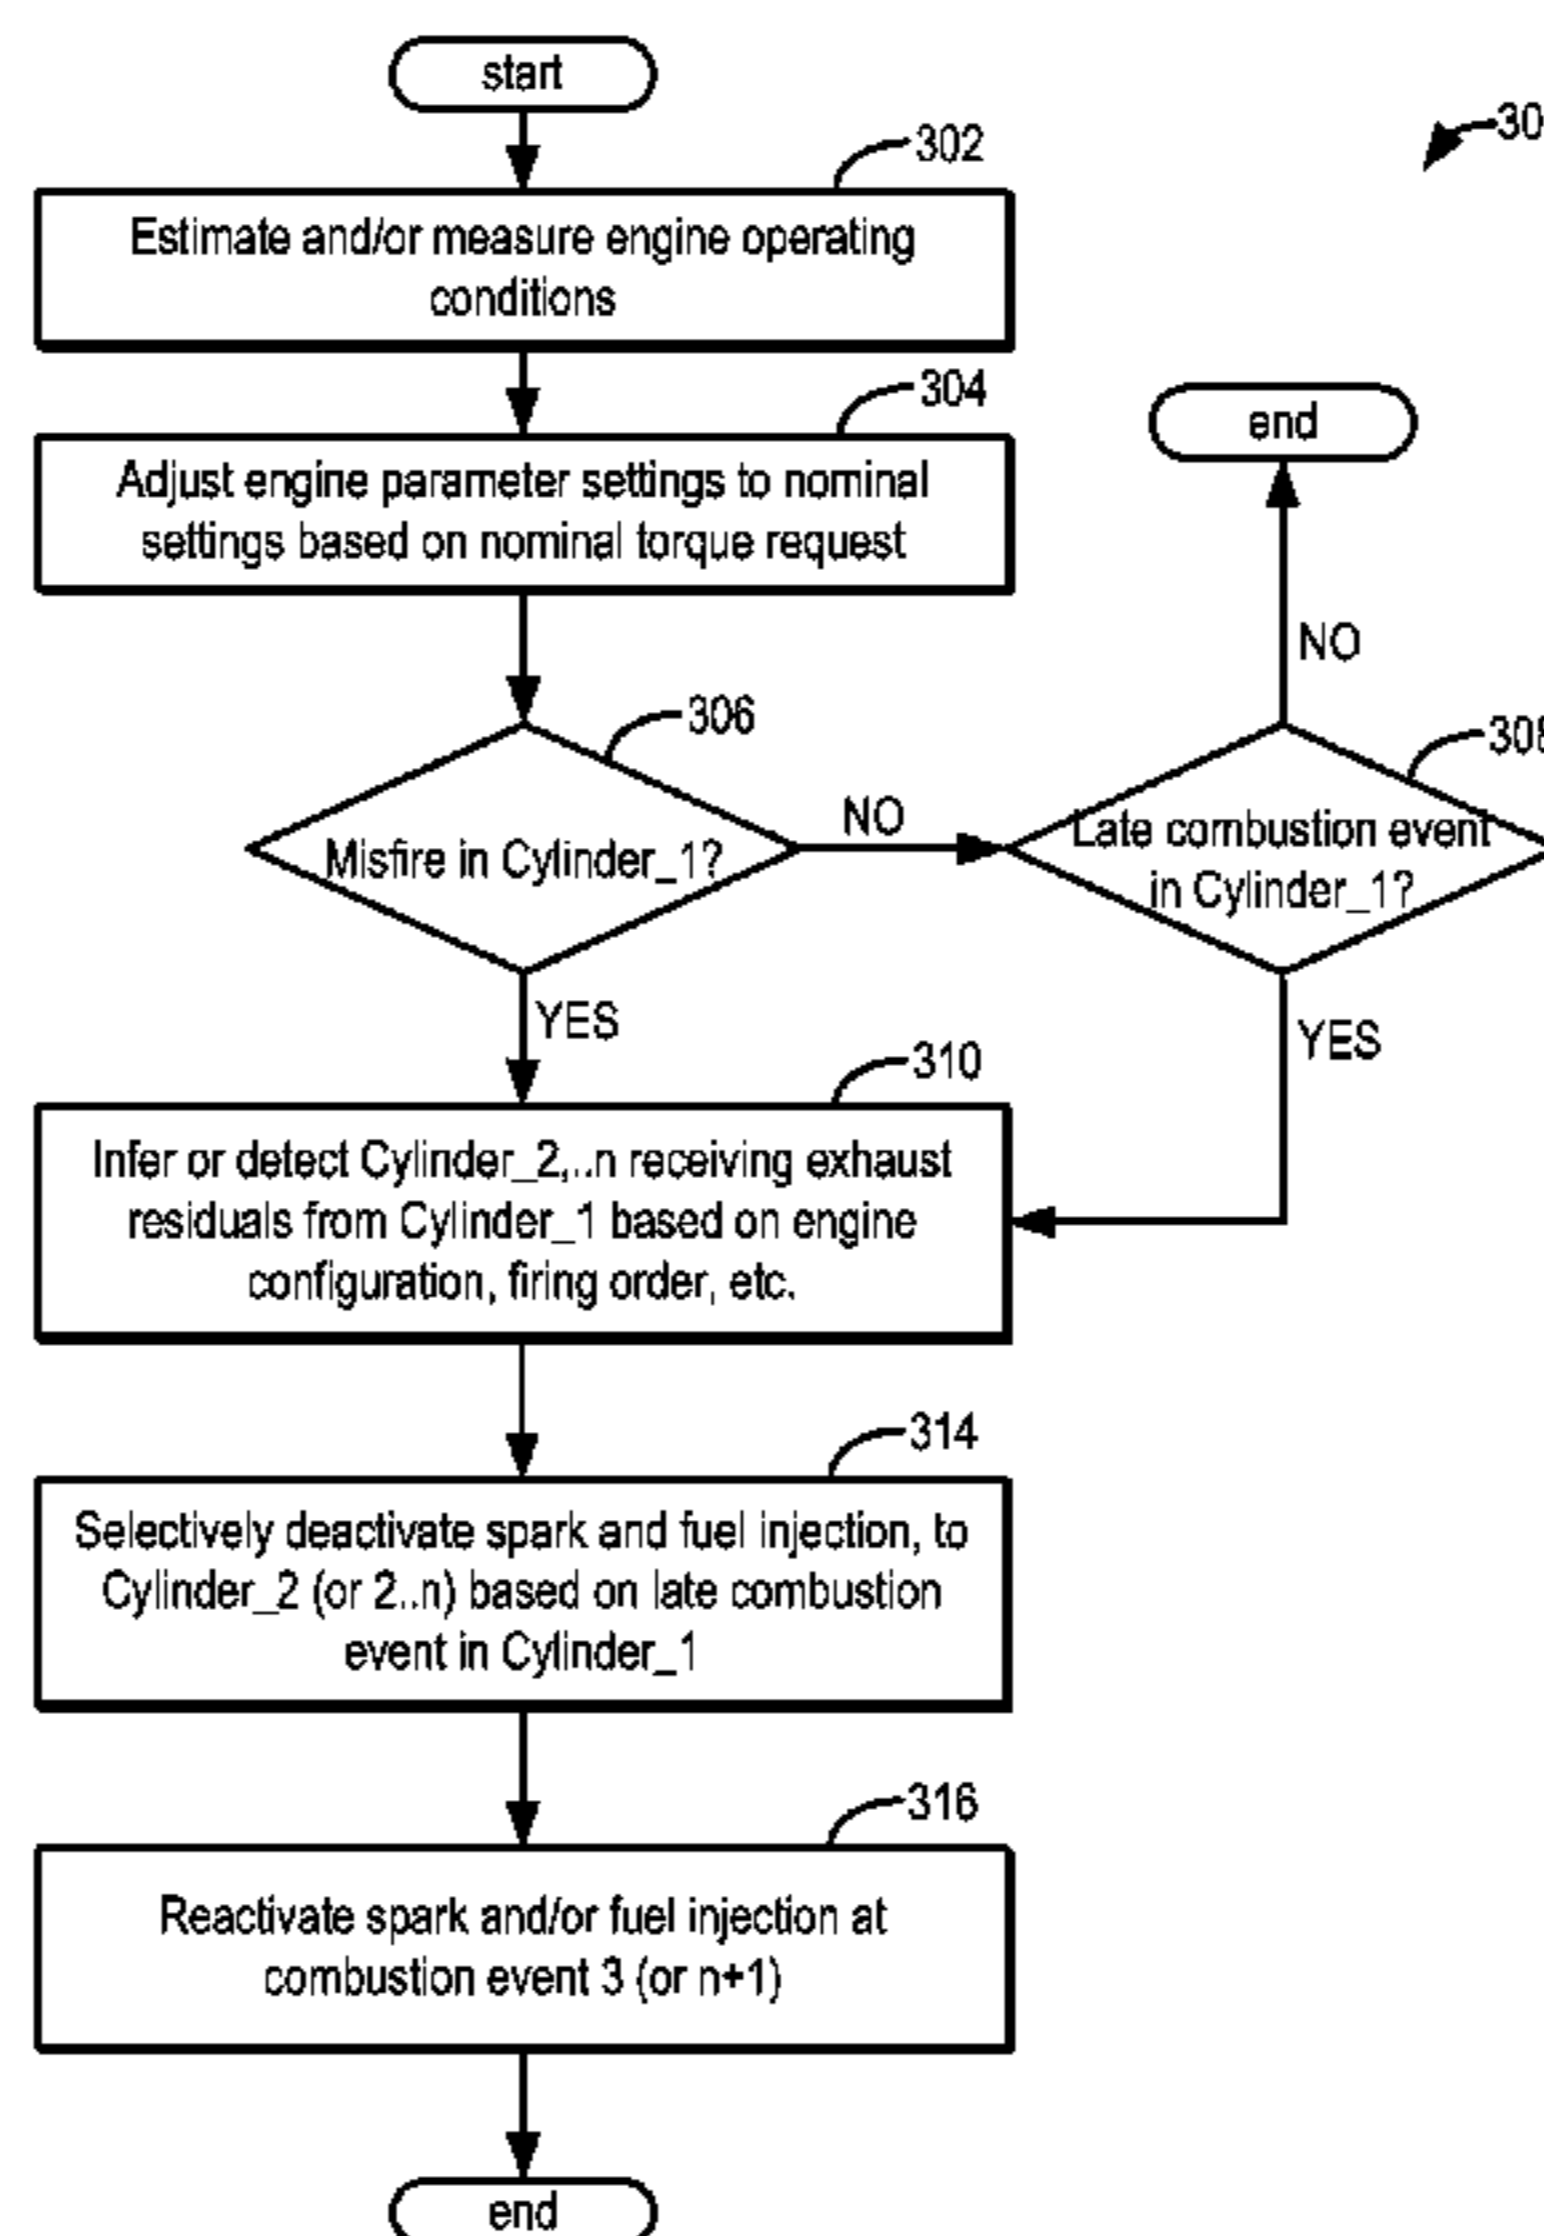 start
30
302
Estimate and/or measure engine operating
conditions
304
Adjust engine parameter settings to nominal
settings based on nominal torque request
end
NO
306
Misfire in Cylinder_1?
NO
308
Late combustion event
in Cylinder_1?
YES
YES
310
Infer or detect Cylinder_2,..n receiving exhaust
residuals from Cylinder_1 based on engine
configuration, firing order, etc.
314
Selectively deactivate spark and fuel injection, to
Cylinder_2 (or 2..n) based on late combustion
event in Cylinder_1
316
Reactivate spark and/or fuel injection at
combustion event 3 (or n+1)
end